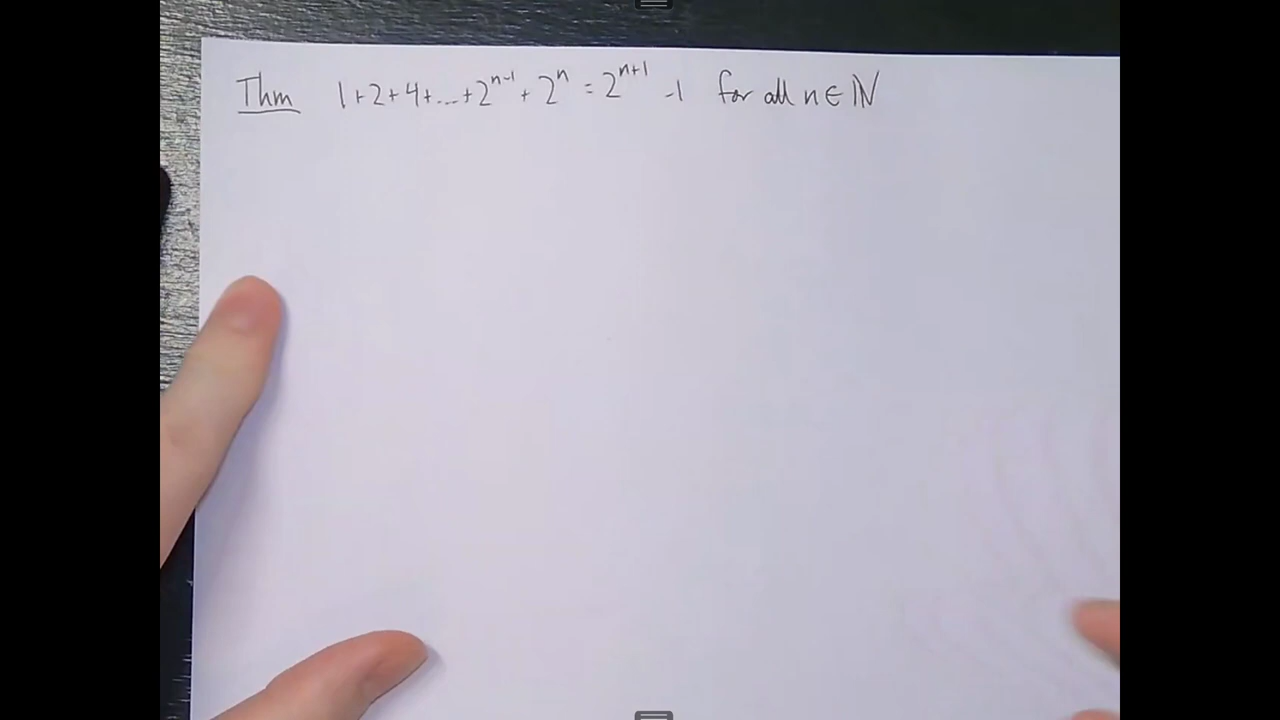 Thm 1+2+4+...+2^{n-1} + 2^n = 2^{n+1} -1 for all n ∈ ℕ